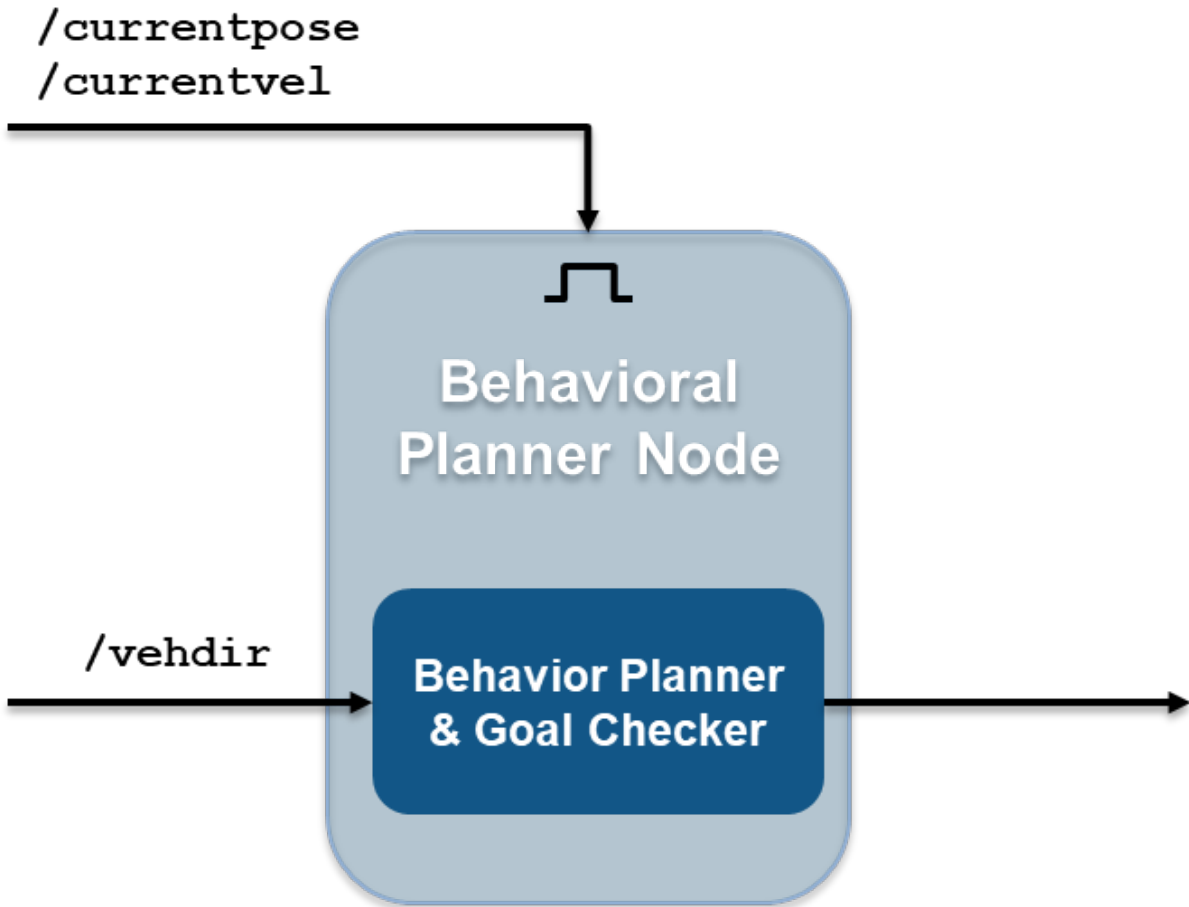 /currentpose
/currentvel
Behavioral
Planner Node
/vehdir
Behavior Planner
& Goal Checker